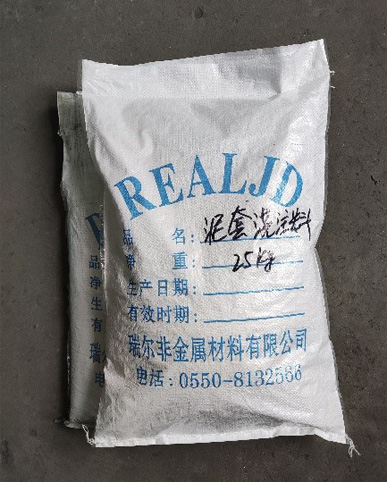 REALJD
品 名：泥套浇注料
净 重：25kg
生产日期：
有效时期：
瑞尔非金属材料有限公司
电话：0550-8132566